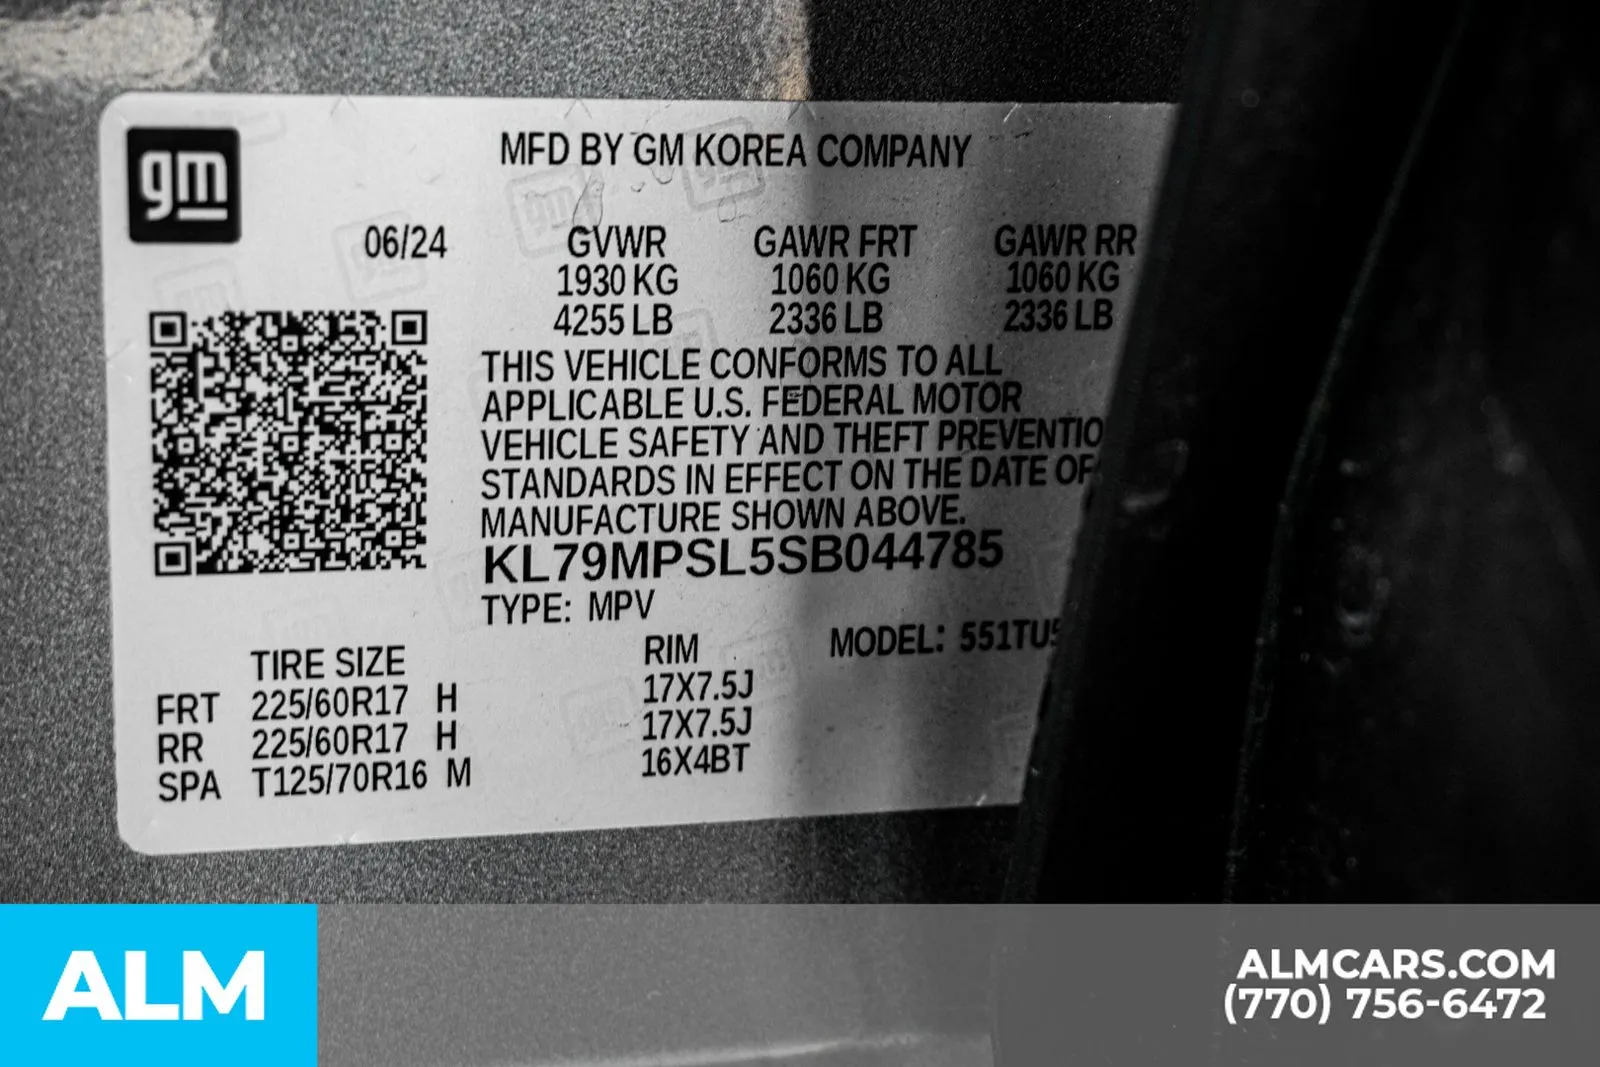 gm
MFD BY GM KOREA COMPANY
06/24 GVWR GAWR FRT GAWR RR
1930 KG 1060 KG 1060 KG
4255 LB 2336 LB 2336 LB
THIS VEHICLE CONFORMS TO ALL
APPLICABLE U.S. FEDERAL MOTOR
VEHICLE SAFETY AND THEFT PREVENTIO
STANDARDS IN EFFECT ON THE DATE OF
MANUFACTURE SHOWN ABOVE.
KL79MPSL5SB044785
TYPE: MPV
MODEL: 551TU5
TIRE SIZE RIM
FRT 225/60R17 H 17X7.5J
RR 225/60R17 H 17X7.5J
SPA T125/70R16 M 16X4BT
ALM
ALMCARS.COM
(770) 756-6472